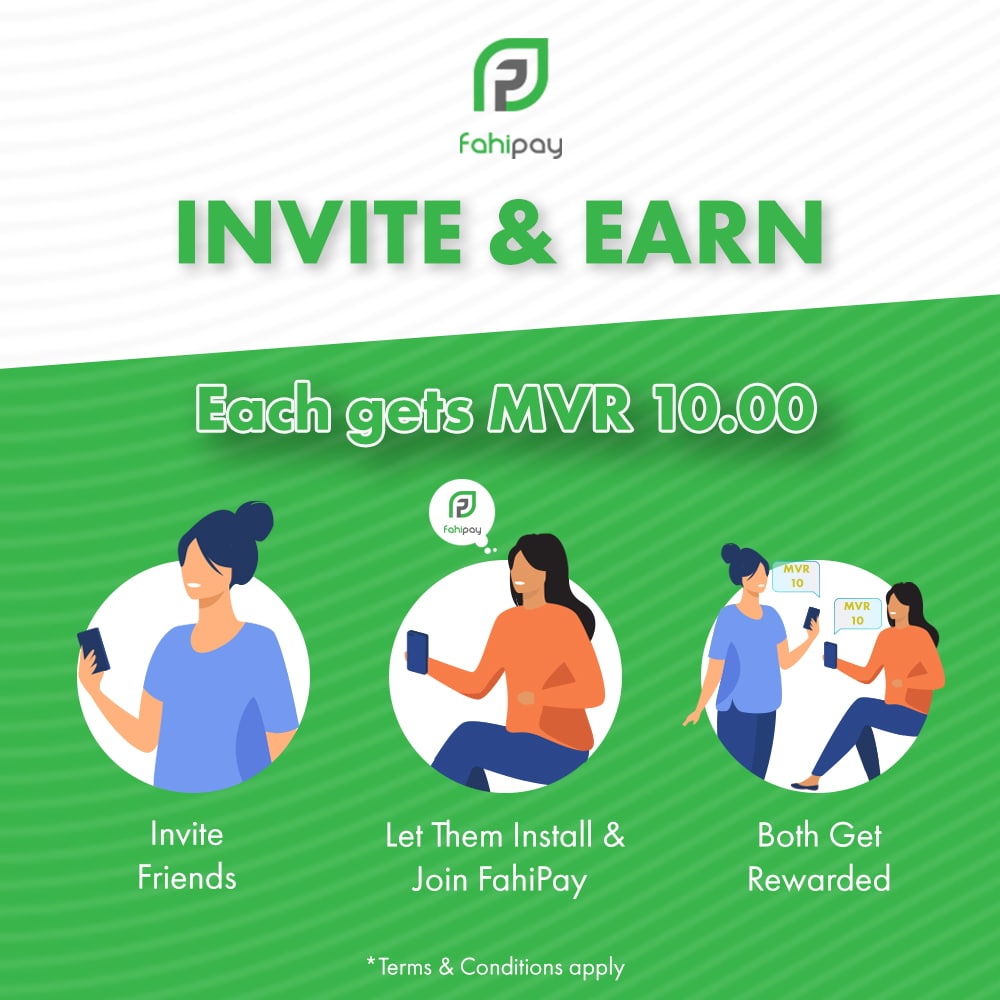 fahipay
INVITE & EARN
Each gets MVR 10.00
fahipay
MVR
10
MVR
10
Invite
Friends
Let Them Install &
Join FahiPay
Both Get
Rewarded
*Terms & Conditions apply